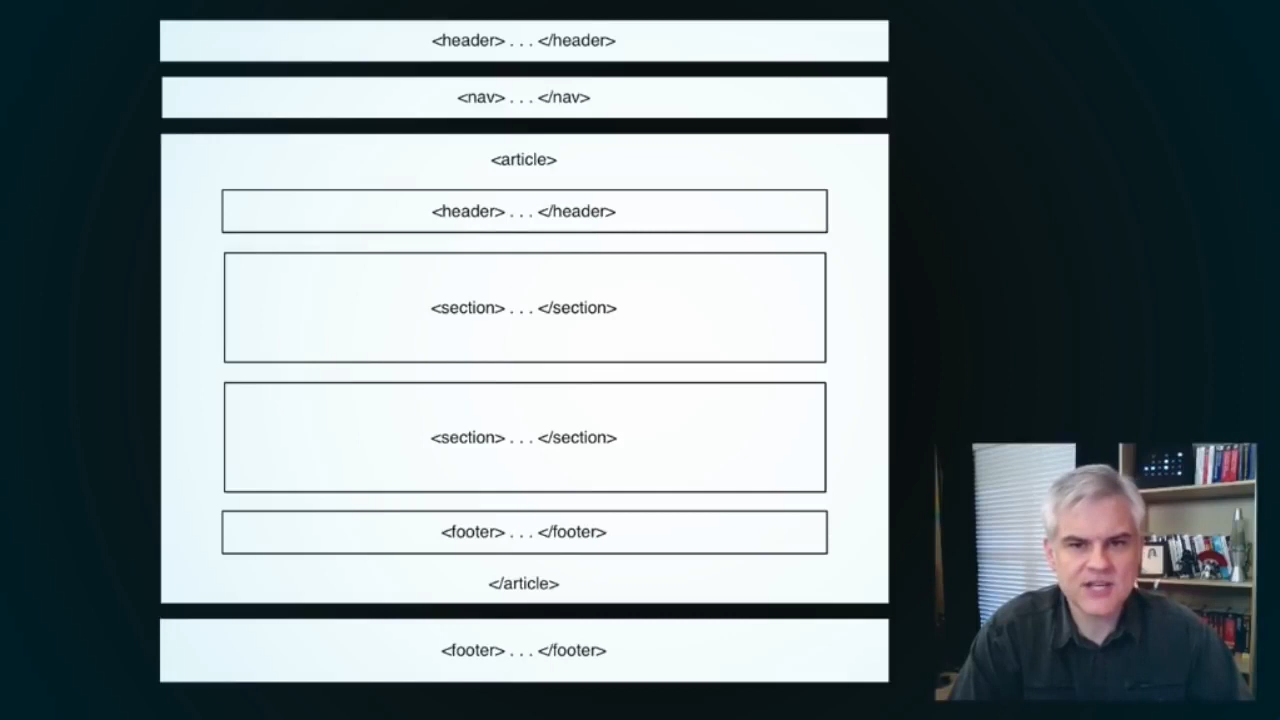 <header> . . . </header>
<nav> . . . </nav>
<article>
<header> . . . </header>
<section> . . . </section>
<section> . . . </section>
<footer> . . . </footer>
</article>
<footer> . . . </footer>